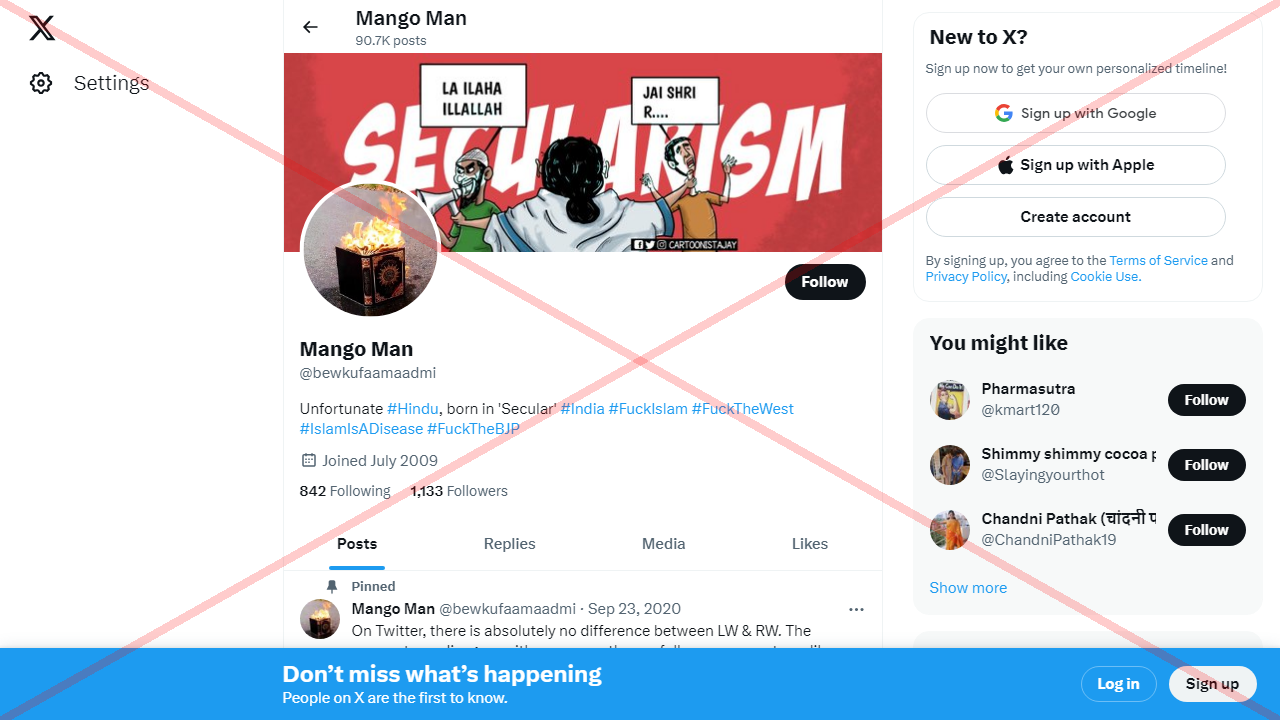 Settings
Mango Man
90.7K posts
LA ILAHA
ILLALLAH
JAI SHRI
R....
SECULARISM
CARTOONISTAJAY
Follow
Mango Man
@bewkufaamaadmi
Unfortunate #Hindu, born in 'Secular' #India #FuckIslam #FuckTheWest
#IslamIsADisease #FuckTheBJP
Joined July 2009
842 Following 1,133 Followers
Posts Replies Media Likes
Pinned
Mango Man @bewkufaamaadmi · Sep 23, 2020
On Twitter, there is absolutely no difference between LW & RW. The
New to X?
Sign up now to get your own personalized timeline!
Sign up with Google
Sign up with Apple
Create account
By signing up, you agree to the Terms of Service and
Privacy Policy, including Cookie Use.
You might like
Pharmasutra
@kmart120
Follow
Shimmy shimmy cocoa p
@Slayingyourthot
Follow
Chandni Pathak (चांदनी प
@ChandniPathak19
Follow
Show more
Don’t miss what’s happening
People on X are the first to know.
Log in
Sign up